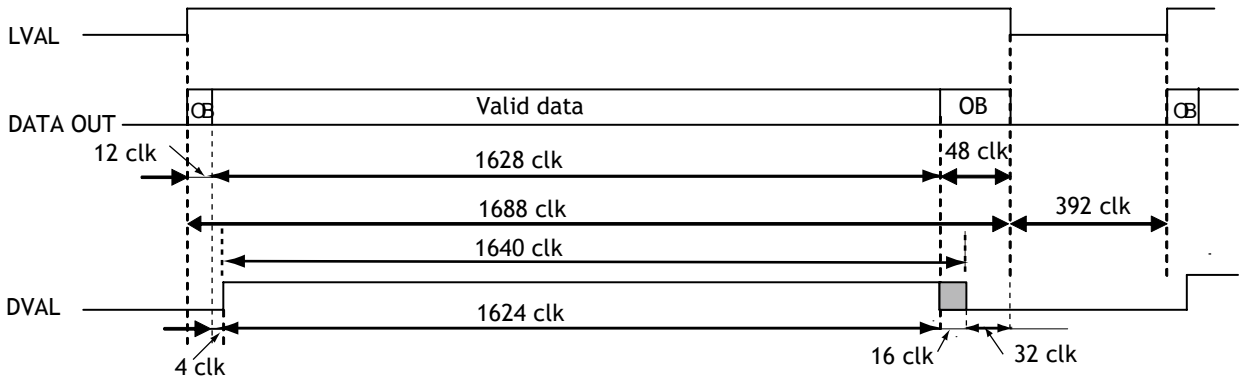 LVAL
OB
Valid data
OB
OB
DATA OUT
12 clk
1628 clk
48 clk
1688 clk
392 clk
1640 clk
DVAL
1624 clk
4 clk
16 clk
32 clk